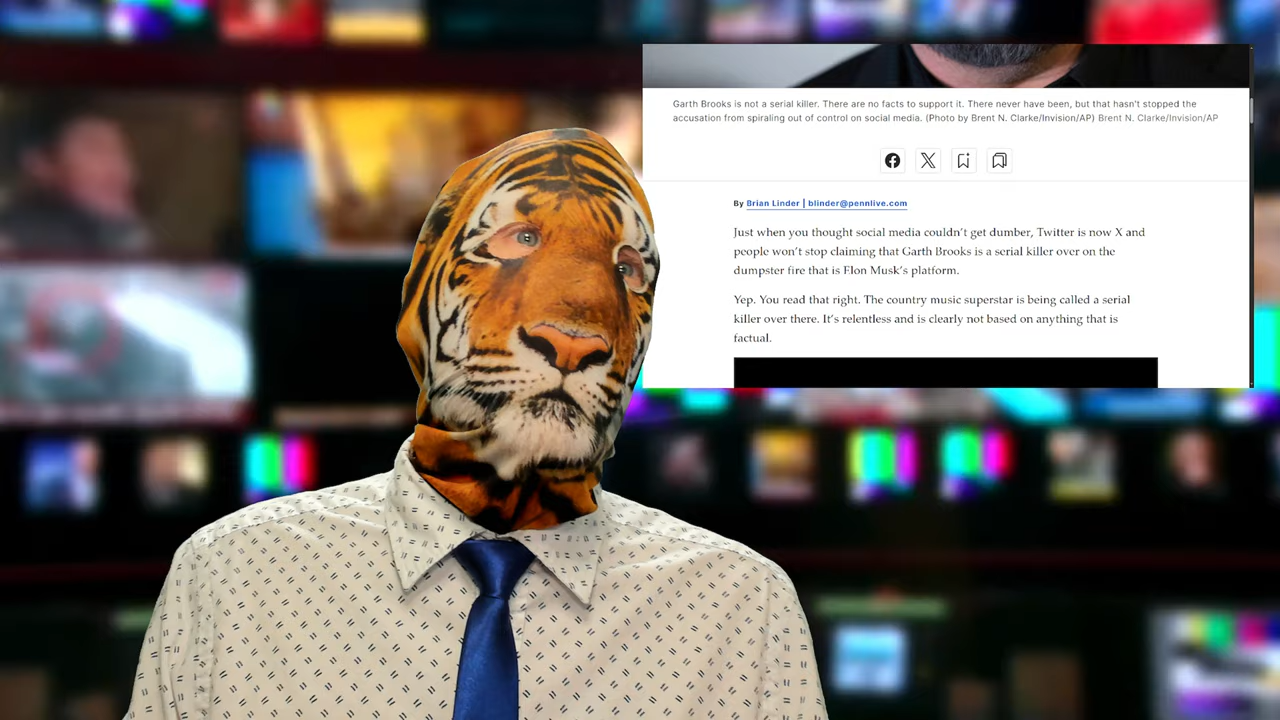 Garth Brooks is not a serial killer. There are no facts to support it. There never have been, but that hasn't stopped the
accusation from spiraling out of control on social media. (Photo by Brent N. Clarke/Invision/AP) Brent N. Clarke/Invision/AP
By Brian Linder | blinder@pennlive.com
Just when you thought social media couldn't get dumber, Twitter is now X and
people won't stop claiming that Garth Brooks is a serial killer over on the
dumpster fire that is Elon Musk's platform.
Yep. You read that right. The country music superstar is being called a serial
killer over there. It's relentless and is clearly not based on anything that is
factual.